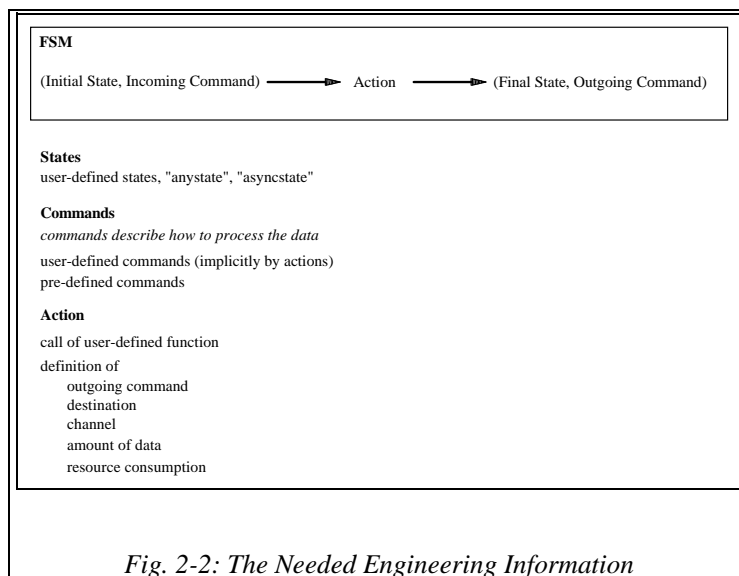 FSM
(Initial State, Incoming Command) Action (Final State, Outgoing Command)
States
user-defined states, "anystate", "asyncstate"
Commands
commands describe how to process the data
user-defined commands (implicitly by actions)
pre-defined commands
Action
call of user-defined function
definition of
outgoing command
destination
channel
amount of data
resource consumption
Fig. 2-2: The Needed Engineering Information